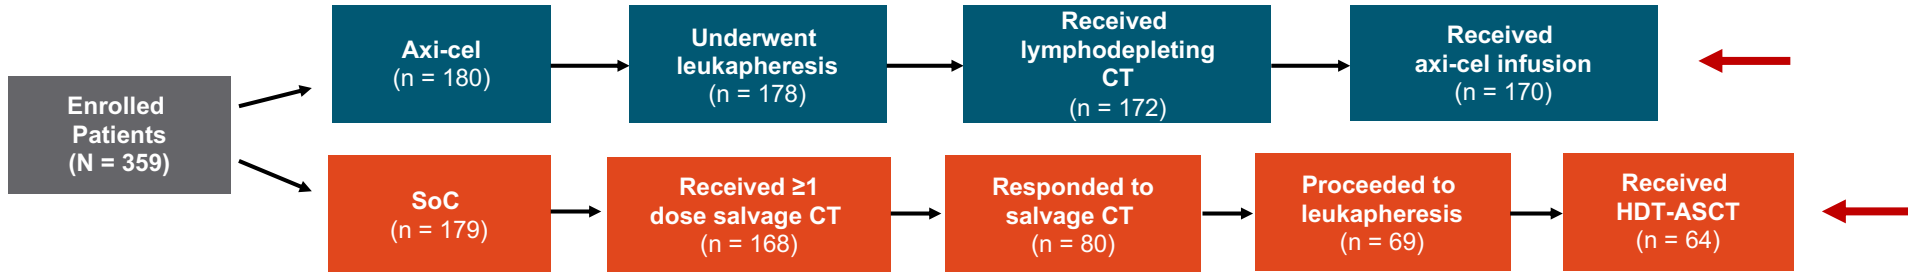 Enrolled
Patients
(N = 359)
Axi-cel
(n = 180)
Underwent
leukapheresis
(n = 178)
Received
lymphodepleting
CT
(n = 172)
Received
axi-cel infusion
(n = 170)
SoC
(n = 179)
Received ≥1
dose salvage CT
(n = 168)
Responded to
salvage CT
(n = 80)
Proceeded to
leukapheresis
(n = 69)
Received
HDT-ASCT
(n = 64)